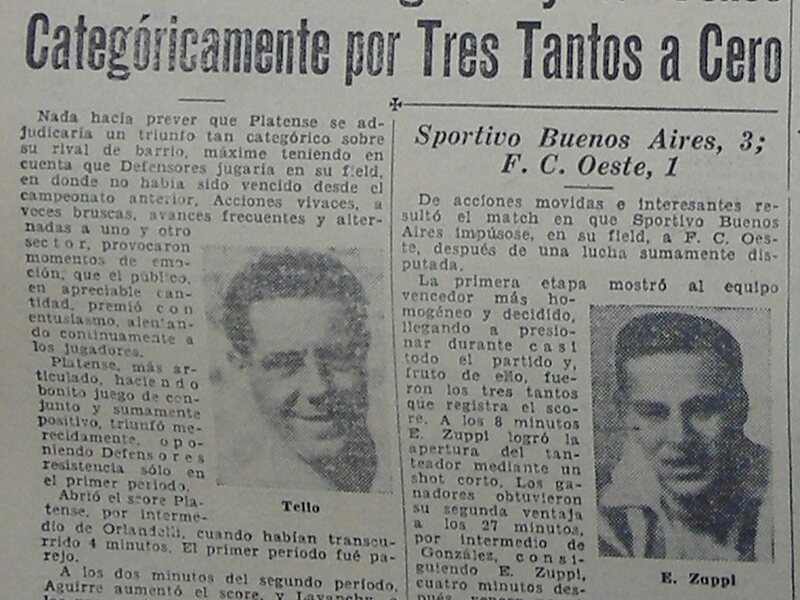 Categóricamente por Tres Tantos a Cero
Nada hacía prever que Platense se ad-
judicaría un triunfo tan categórico sobre
su rival de barrio, máxime teniendo en
cuenta que Defensores jugaría en su field,
en donde no había sido vencido desde el
campeonato anterior. Acciones vivaces, a
veces bruscas, avances frecuentes y alter-
nadas a uno y otro
sector, provocaron
momentos de emo-
ción, que el público,
en apreciable can-
tidad, premió con
entusiasmo, alentan-
do continuamente a
los jugadores.
Platense, más ar-
ticulado, haciendo
bonito juego de con-
junto y sumamente
positivo, triunfó me-
recidamente, opo-
niendo Defensores
resistencia sólo en
el primer período.
Abrió el score Pla-
tense, por interme-
dio de Orlandelli, cuando habían transcu-
rrido 4 minutos. El primer período fué pa-
rejo.
A los dos minutos del segundo período,
Aguirre aumentó el score, y Lavanchy, a
Tello
Sportivo Buenos Aires, 3;
F. C. Oeste, 1
De acciones movidas e interesantes re-
sultó el match en que Sportivo Buenos
Aires impúsose, en su field, a F. C. Oes-
te, después de una lucha sumamente dis-
putada.
La primera etapa mostró al equipo
vencedor más ho-
mogéneo y decidido,
llegando a presio-
nar durante casi
todo el partido y,
fruto de ello, fue-
ron los tres tantos
que registra el sco-
re. A los 8 minutos
E. Zuppi logró la
apertura del tan-
teador mediante un
shot corto. Los ga-
nadores obtuvieron
su segunda ventaja
a los 27 minutos,
por intermedio de
González, consi-
guiendo E. Zuppi,
cuatro minutos des-
E. Zuppi